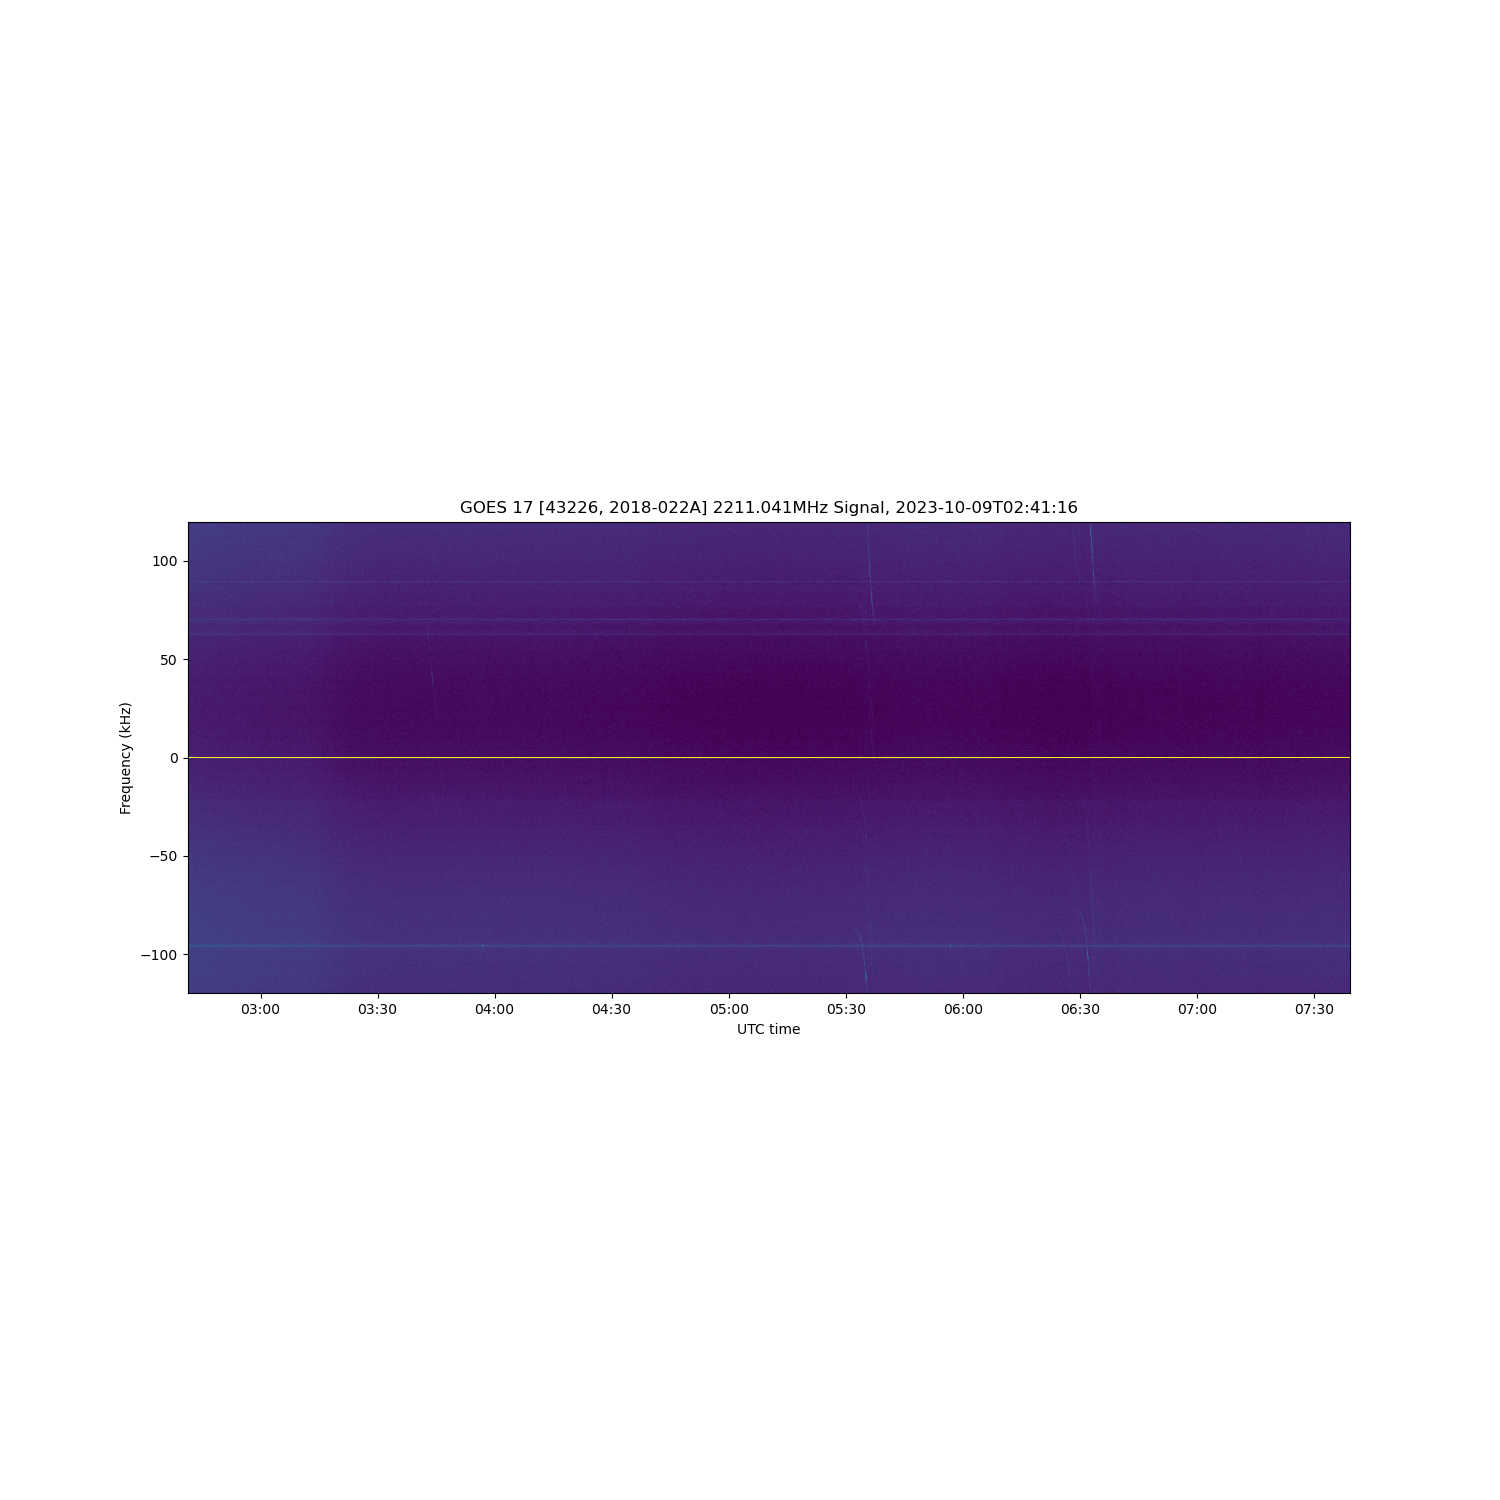 GOES 17 [43226, 2018-022A] 2211.041MHz Signal, 2023-10-09T02:41:16
100
50
0
−50
−100
Frequency (kHz)
03:00 03:30 04:00 04:30 05:00 05:30 06:00 06:30 07:00 07:30
UTC time